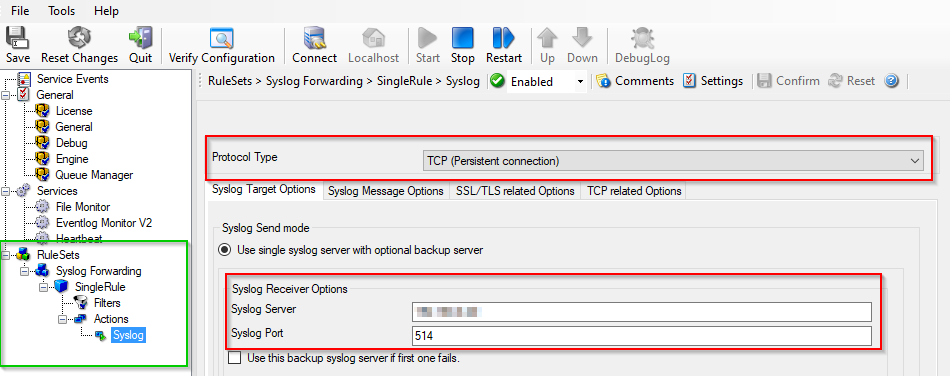 File Tools Help
Save Reset Changes Quit Verify Configuration Connect Localhost Start Stop Restart Up Down DebugLog
Service Events
General
License
General
Debug
Engine
Queue Manager
Services
File Monitor
Eventlog Monitor V2
Heartbeat
RuleSets
Syslog Forwarding
SingleRule
Filters
Actions
Syslog
RuleSets > Syslog Forwarding > SingleRule > Syslog Enabled Comments Settings Confirm Reset
Protocol Type TCP (Persistent connection)
Syslog Target Options Syslog Message Options SSL/TLS related Options TCP related Options
Syslog Send mode
Use single syslog server with optional backup server
Syslog Receiver Options
Syslog Server
Syslog Port 514
Use this backup syslog server if first one fails.